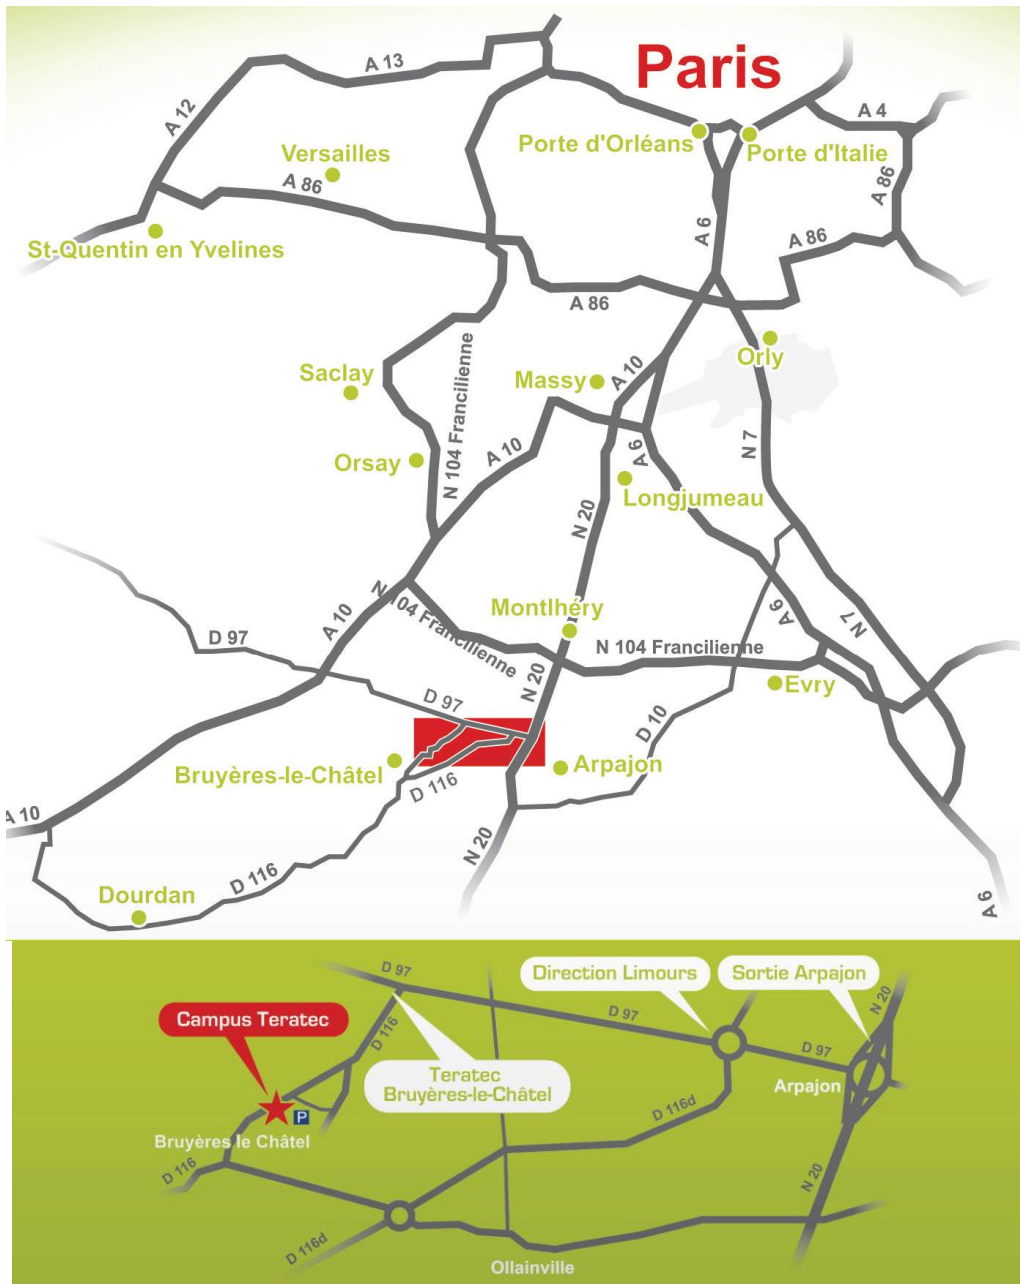 Paris
A 13
A 12
A 4
Porte d'Orléans
Porte d'Italie
Versailles
A 86
A 86
St-Quentin en Yvelines
A 6
A 86
A 86
Orly
Saclay
Massy
A 10
N 104 Francilienne
Orsay
A 10
A 6
N 7
Longjumeau
N 20
N 104 Francilienne
Montlhéry
A 6
N 7
A 10
D 97
N 104 Francilienne
N 20
Evry
D 97
D 10
Bruyères-le-Châtel
Arpajon
D 116
A 10
N 20
D 116
Dourdan
A 6
D 97
Direction Limours
Sortie Arpajon
N 20
Campus Teratec
D 116
D 97
D 97
Teratec
Bruyères-le-Châtel
Arpajon
D 116d
P
Bruyères le Châtel
D 116
N 20
D 116d
Ollainville